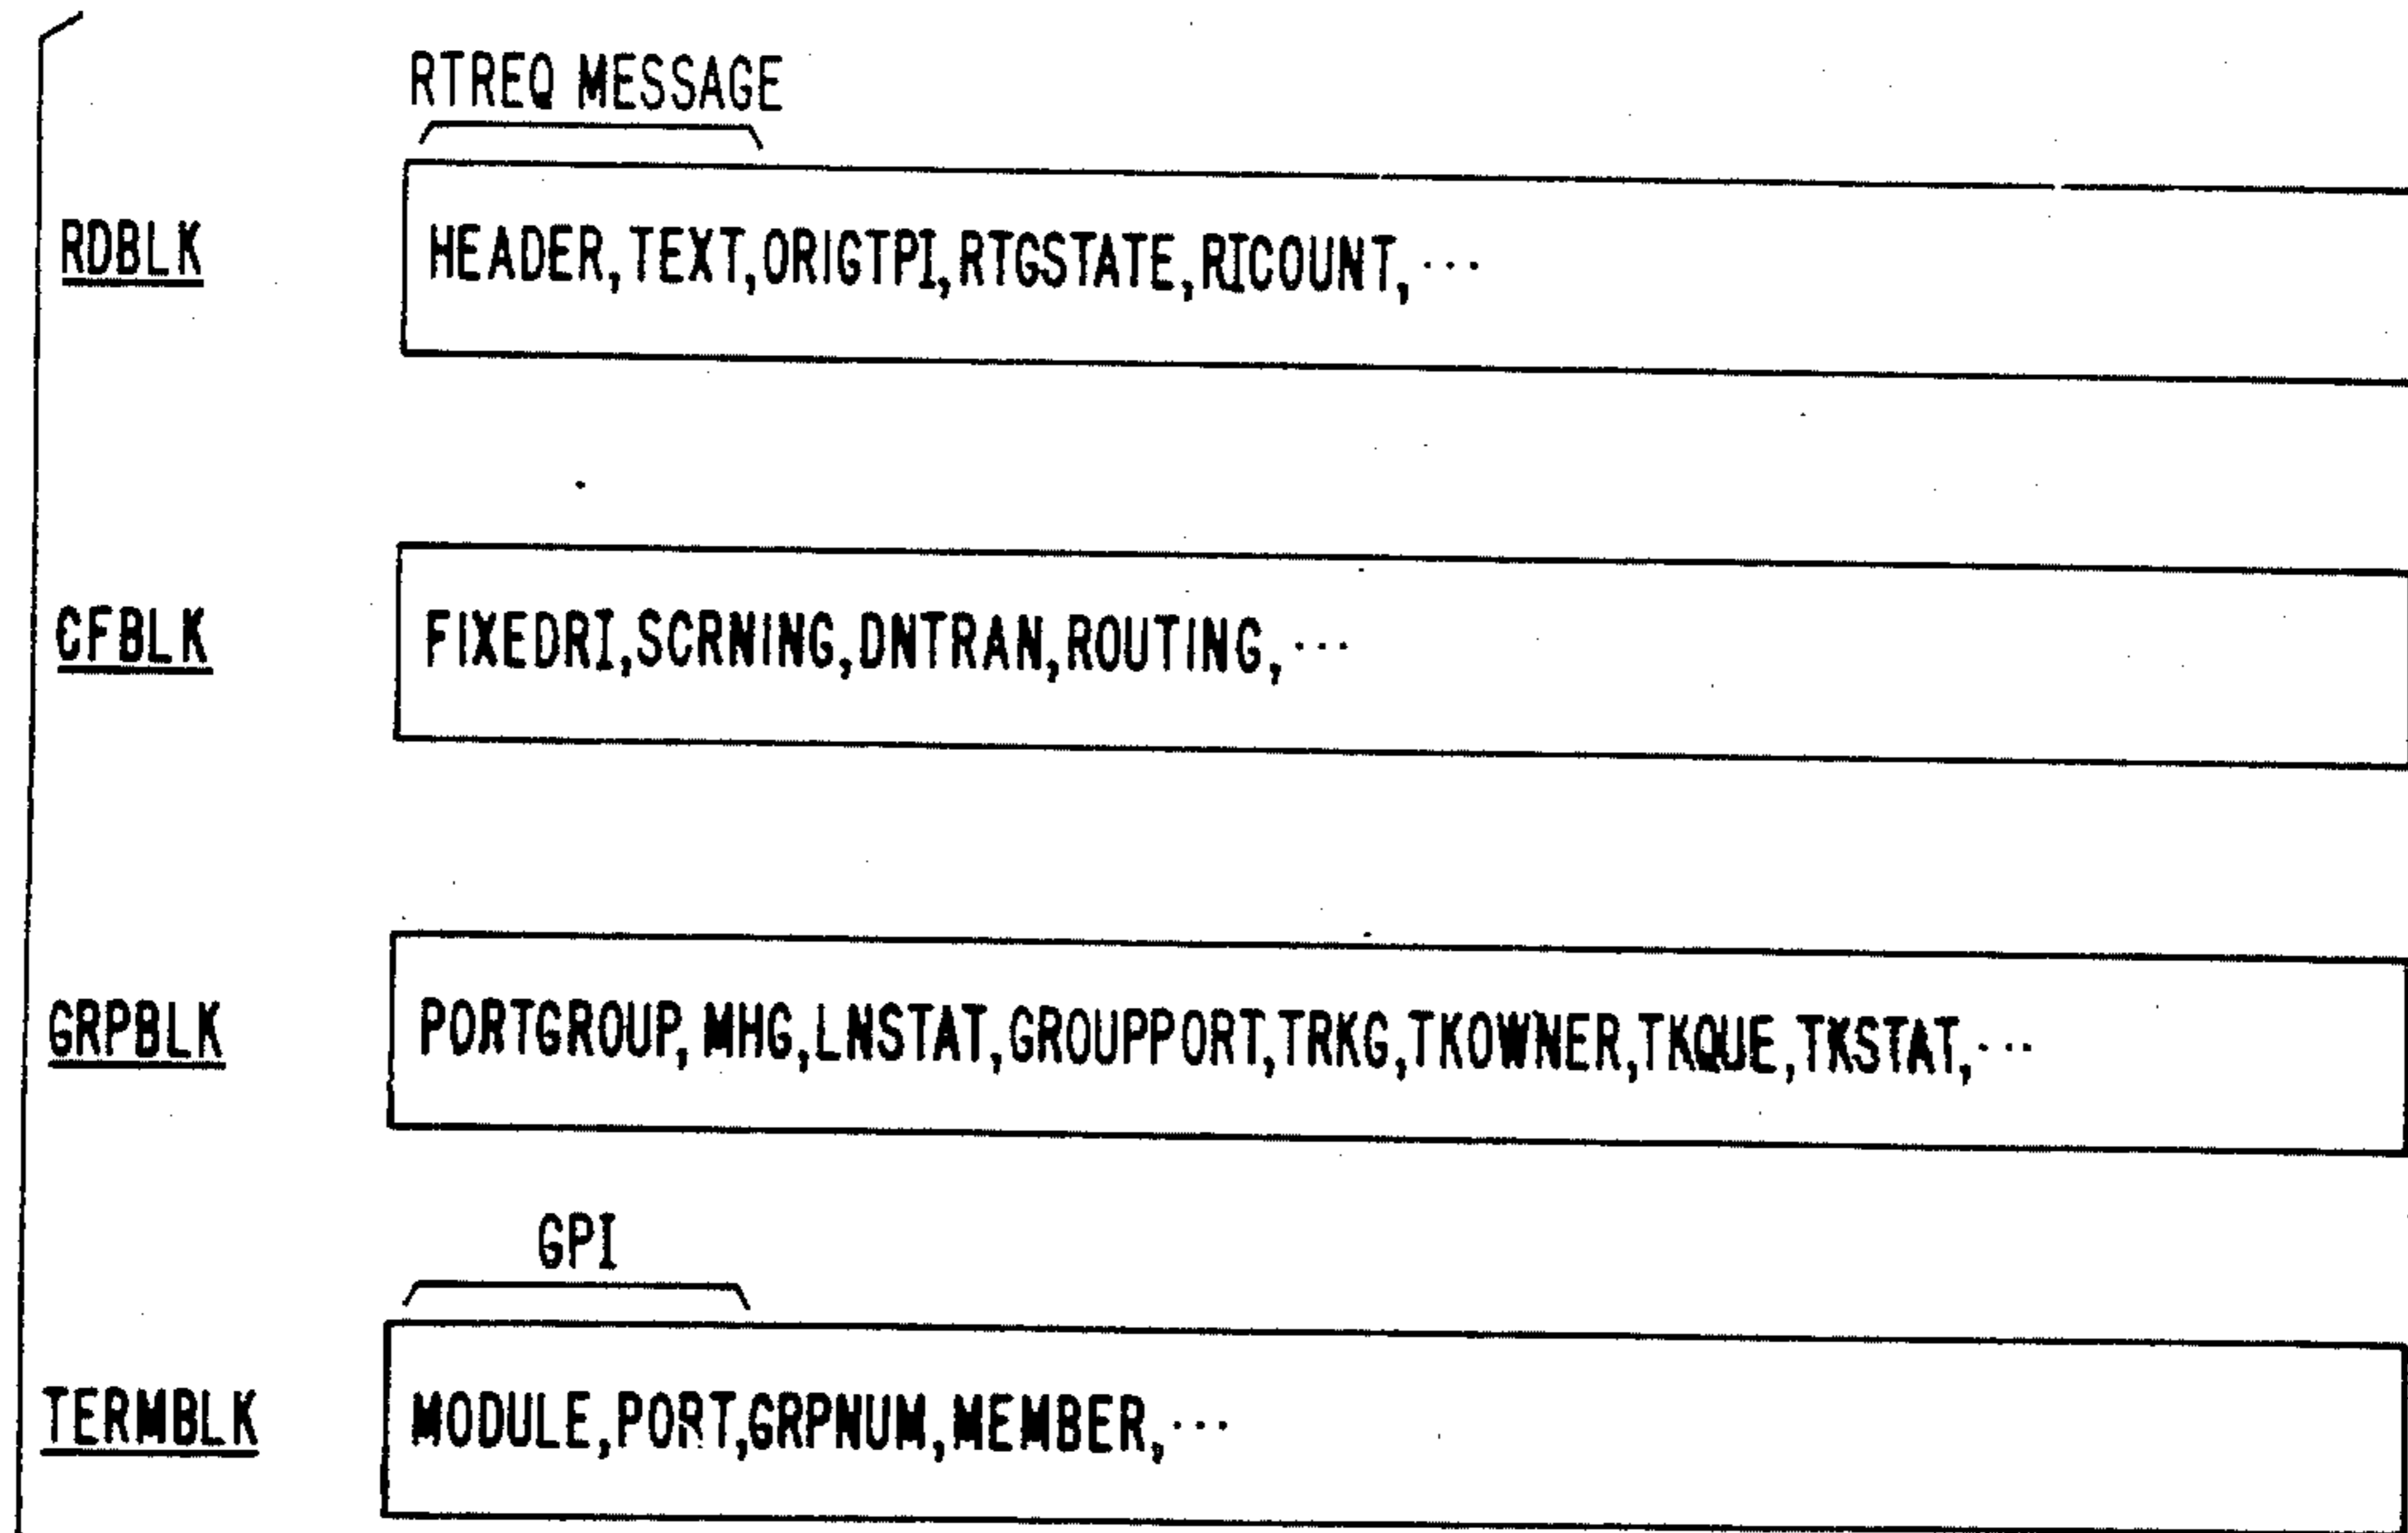 RTREQ MESSAGE
RDBLK
HEADER,TEXT,ORIGTPI,RTGSTATE,RICOUNT,...
CFBLK
FIXEDRI,SCRNING,DNTRAN,ROUTING,...
GRPBLK
PORTGROUP,MHG,LNSTAT,GROUPPORT,TRKG,TKOWNER,TKQUE,TKSTAT,...
GPI
TERMBLK
MODULE,PORT,GRPNUM,MEMBER,...